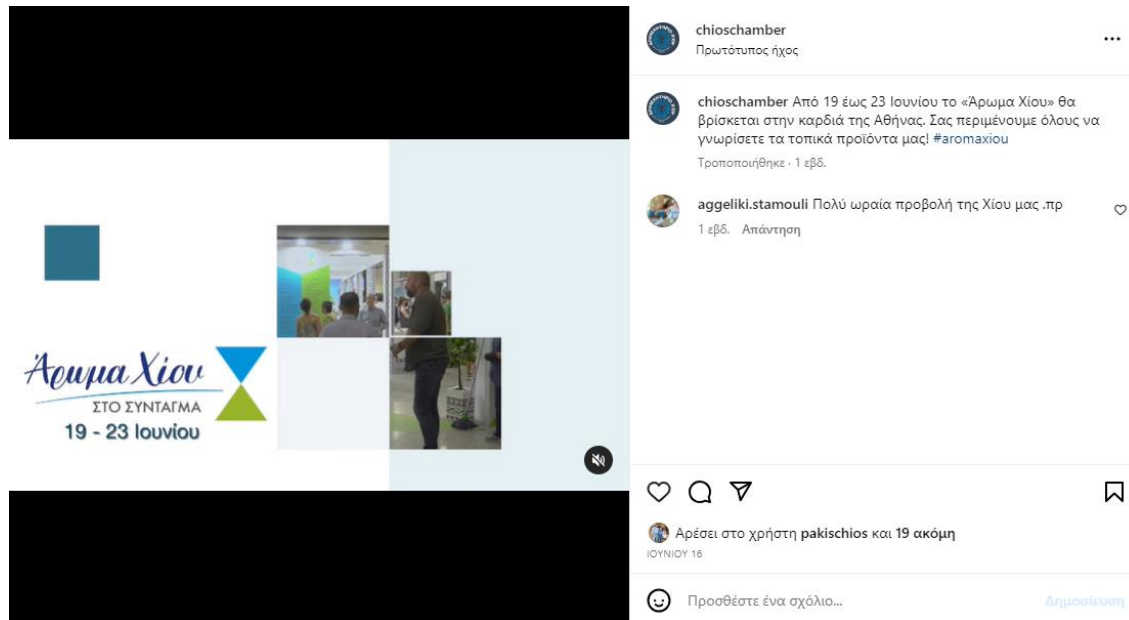 Άρωμα Χίου
ΣΤΟ ΣΥΝΤΑΓΜΑ
19 - 23 Ιουνίου
chioschamber
Πρωτότυπος ήχος
chioschamber Από 19 έως 23 Ιουνίου το «Άρωμα Χίου» θα
βρίσκεται στην καρδιά της Αθήνας. Σας περιμένουμε όλους να
γνωρίσετε τα τοπικά προϊόντα μας! #aromaxiou
Τροποποιήθηκε · 1 εβδ.
aggeliki.stamouli Πολύ ωραία προβολή της Χίου μας .πρ
1 εβδ. Απάντηση
Αρέσει στο χρήστη pakischios και 19 ακόμη
ΙΟΥΝΙΟΥ 16
Προσθέστε ένα σχόλιο...
Δημοσίευση